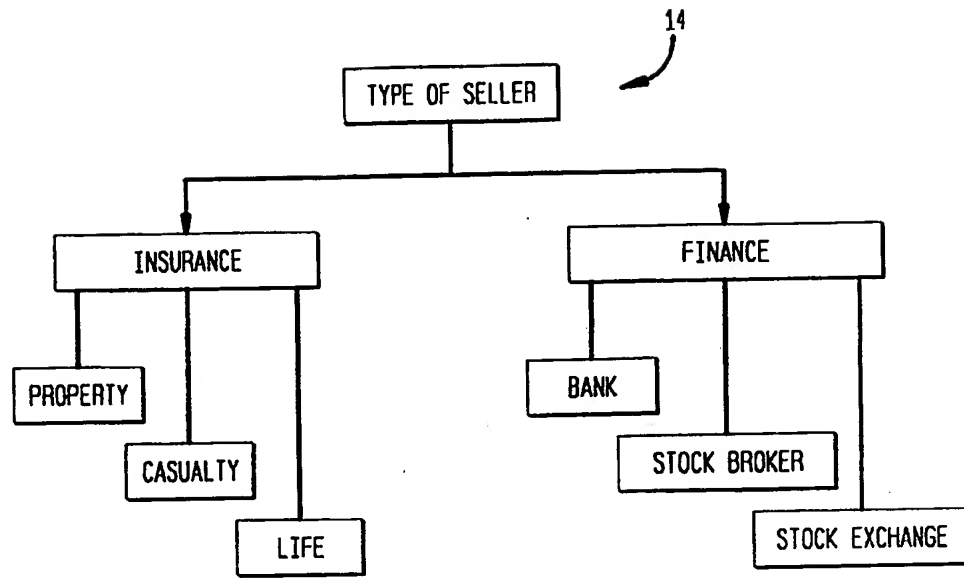 14
TYPE OF SELLER
INSURANCE
FINANCE
PROPERTY
BANK
CASUALTY
STOCK BROKER
LIFE
STOCK EXCHANGE